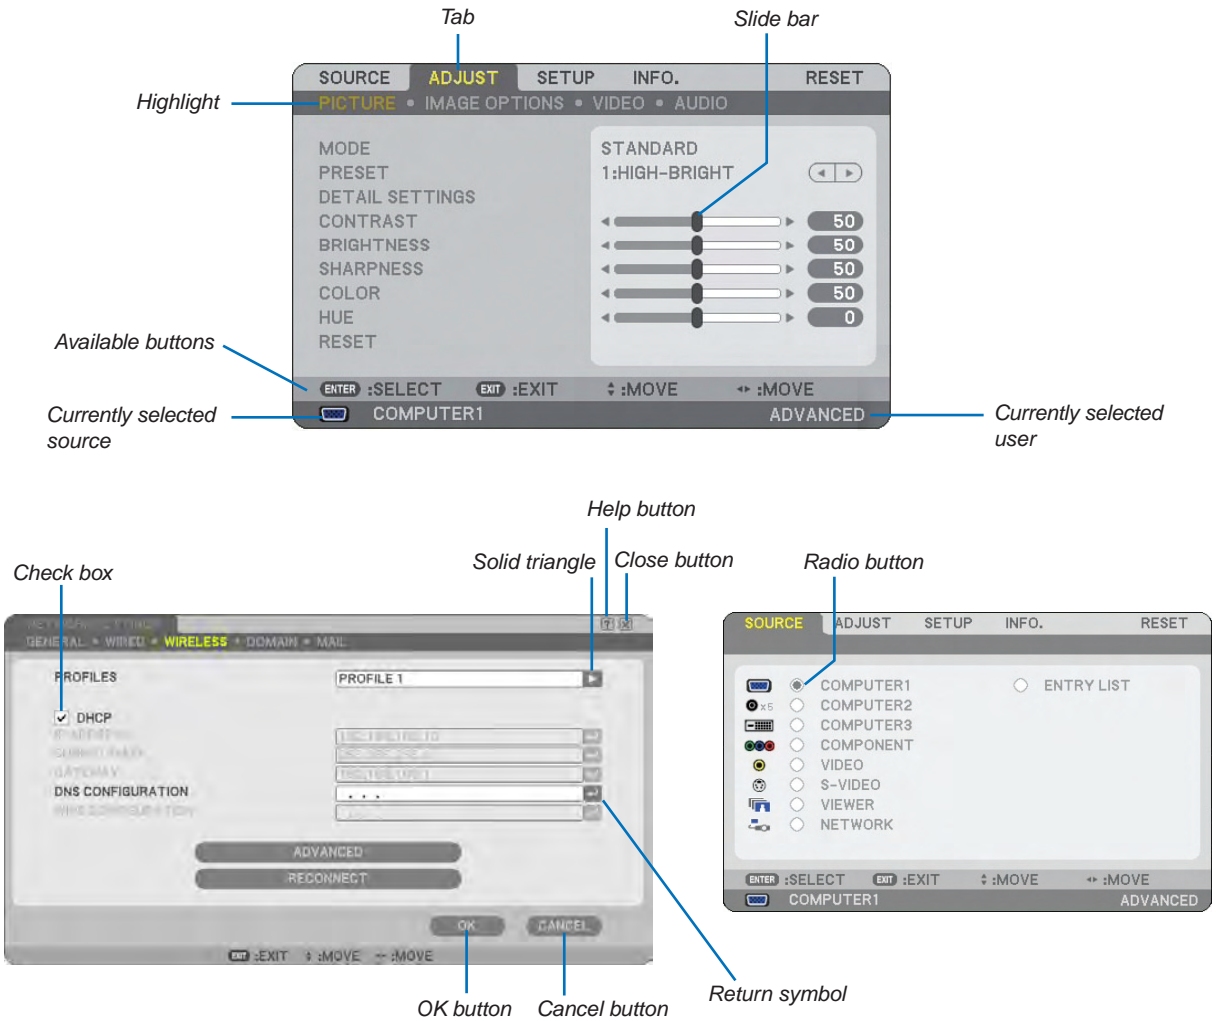 Tab
Slide bar
SOURCE ADJUST SETUP INFO. RESET
Highlight
PICTURE • IMAGE OPTIONS • VIDEO • AUDIO
MODE STANDARD
PRESET 1:HIGH-BRIGHT
DETAIL SETTINGS
CONTRAST 50
BRIGHTNESS 50
SHARPNESS 50
COLOR 50
HUE 0
RESET
Available buttons
ENTER :SELECT EXIT :EXIT :MOVE :MOVE
Currently selected source
COMPUTER1 ADVANCED
Currently selected user
Help button
Solid triangle
Close button
Radio button
Check box
GENERAL • WIRED • WIRELESS • DOMAIN • MAIL
PROFILES PROFILE 1
DHCP
GATEWAY
DNS CONFIGURATION . . .
ADVANCED
RECONNECT
OK CANCEL
EXIT :EXIT :MOVE :MOVE
OK button
Cancel button
Return symbol
SOURCE ADJUST SETUP INFO. RESET
COMPUTER1 ENTRY LIST
x5 COMPUTER2
COMPUTER3
COMPONENT
VIDEO
S-VIDEO
VIEWER
NETWORK
ENTER :SELECT EXIT :EXIT :MOVE :MOVE
COMPUTER1 ADVANCED